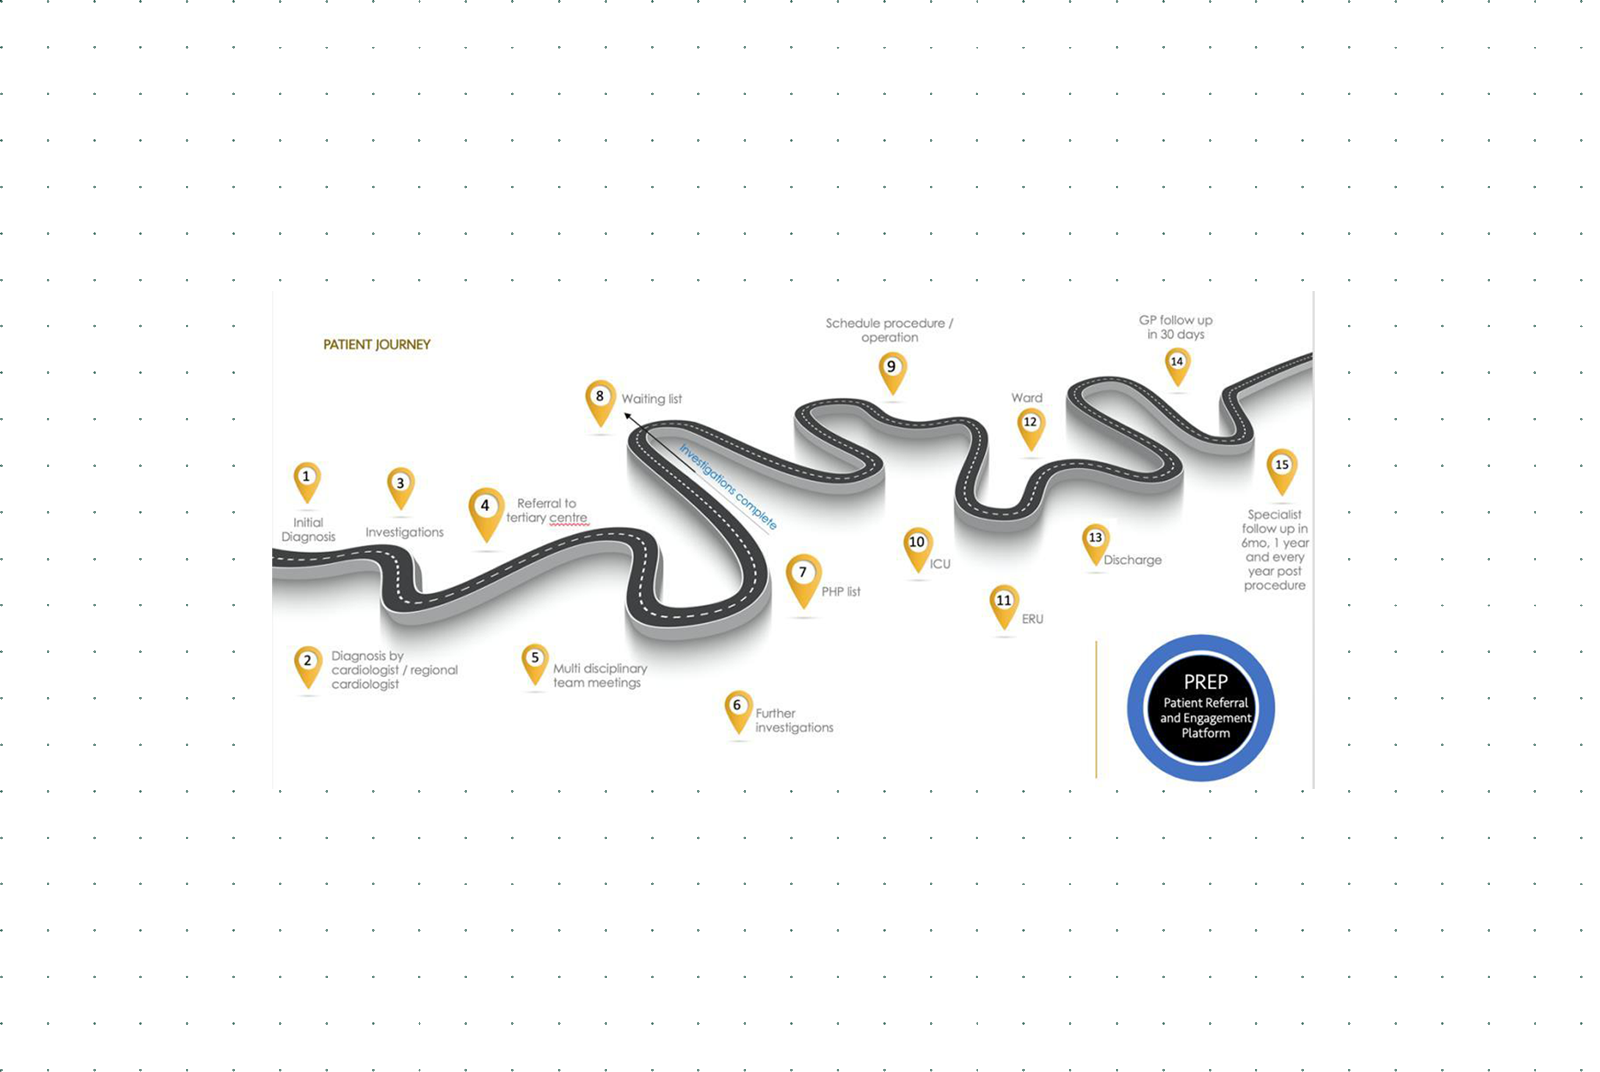 PATIENT JOURNEY
1
Initial
Diagnosis
2
Diagnosis by
cardiologist / regional
cardiologist
3
Investigations
4
Referral to
tertiary centre
5
Multi disciplinary
team meetings
6
Further
investigations
7
PHP list
8
Waiting list
Investigations complete
9
Schedule procedure /
operation
10
ICU
11
ERU
12
Ward
13
Discharge
14
GP follow up
in 30 days
15
Specialist
follow up in
6mo, 1 year
and every
year post
procedure
PREP
Patient Referral
and Engagement
Platform